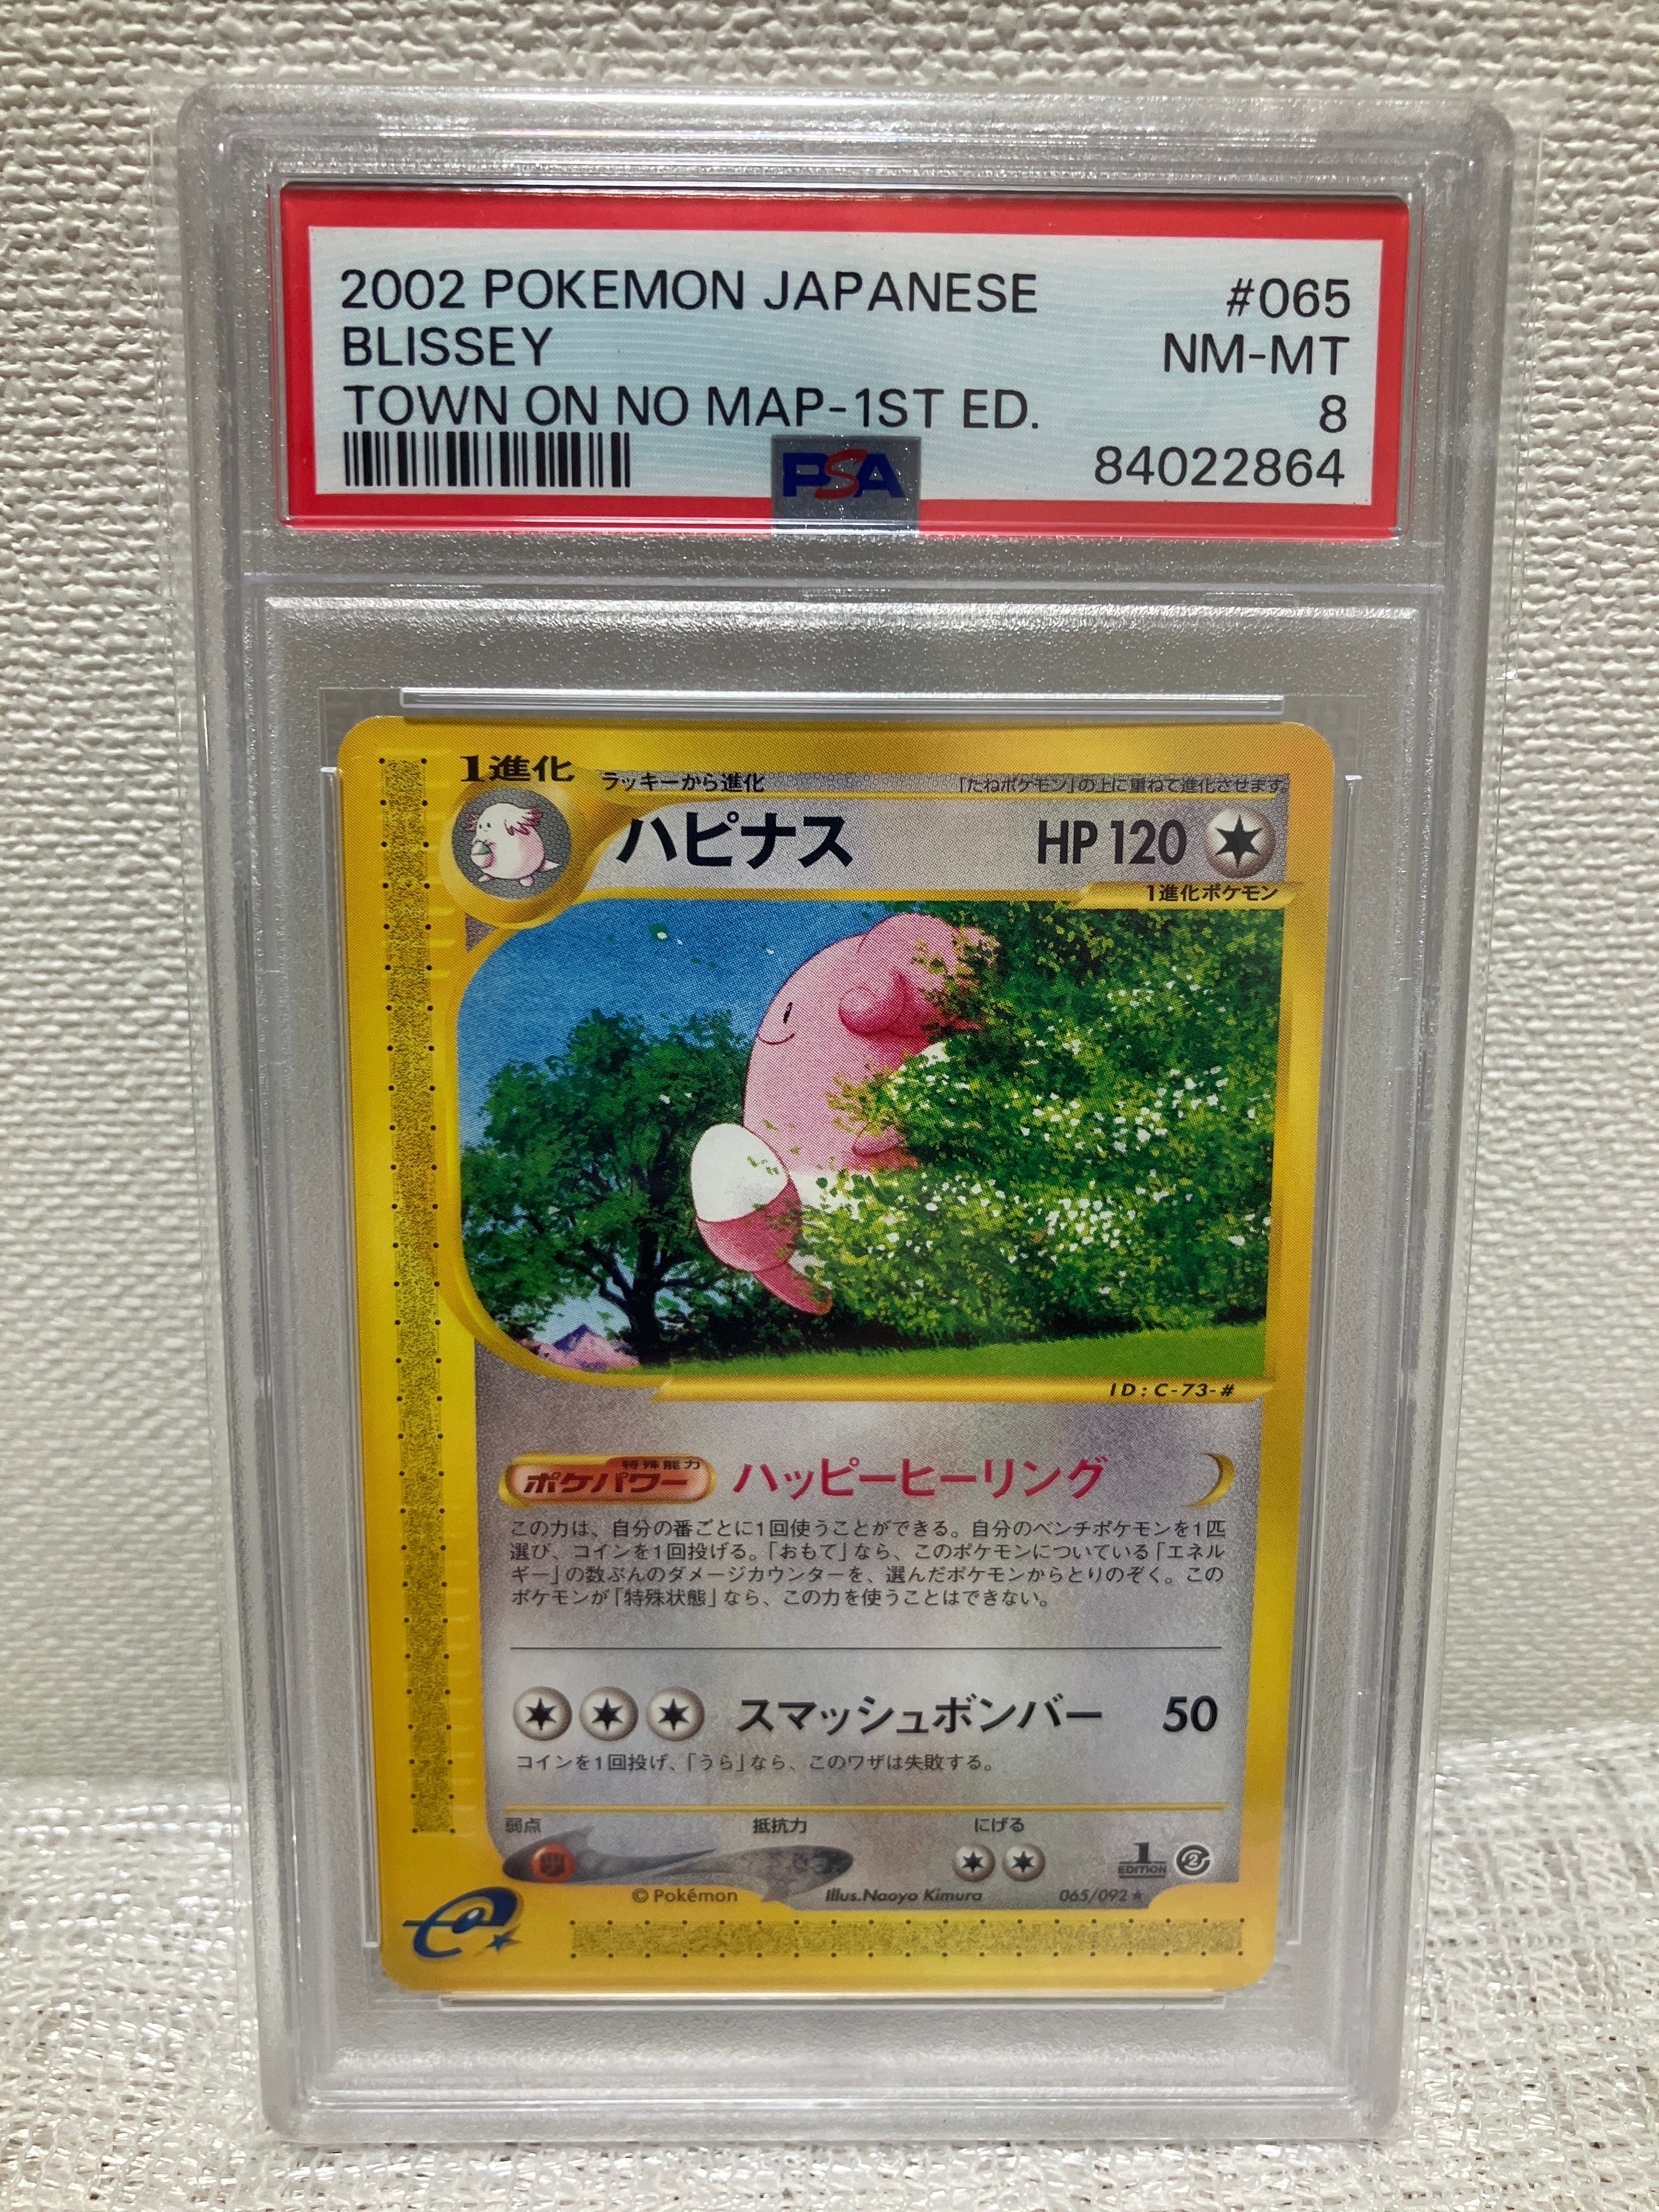 2002 POKEMON JAPANESE #065
BLISSEY NM-MT
TOWN ON NO MAP-1ST ED. 8
PSA 84022864
1進化 ラッキーから進化 「たねポケモン」の上に重ねて進化させます。
ハピナス HP 120
1進化ポケモン
ID:C-73-#
特殊能力
ポケパワー ハッピーヒーリング
この力は、自分の番ごとに1回使うことができる。自分のベンチポケモンを1匹
選び、コインを1回投げる。「おもて」なら、このポケモンについている「エネル
ギー」の数ぶんのダメージカウンターを、選んだポケモンからとりのぞく。この
ポケモンが「特殊状態」なら、この力を使うことはできない。
スマッシュボンバー 50
コインを1回投げ、「うら」なら、このワザは失敗する。
弱点 抵抗力 にげる
1 EDITION 2
© Pokémon Illus.Naoyo Kimura 065/092★
e